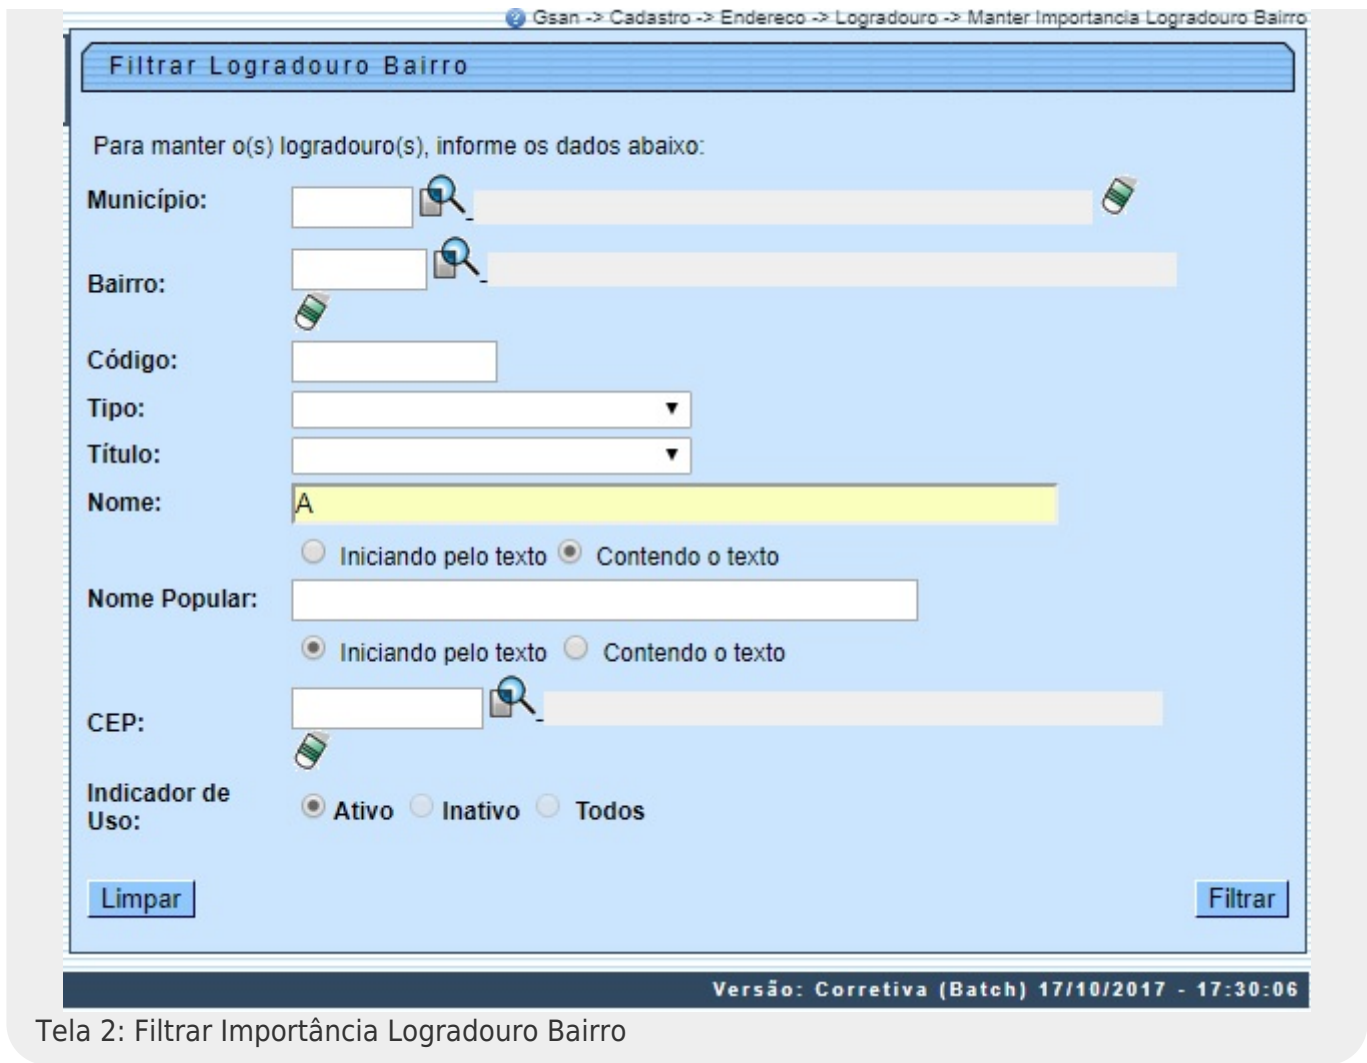 Gsan -> Cadastro -> Endereco -> Logradouro -> Manter Importancia Logradouro Bairro
Filtrar Logradouro Bairro
Para manter o(s) logradouro(s), informe os dados abaixo:
Município:
Bairro:
Código:
Tipo:
Título:
Nome: A
Iniciando pelo texto Contendo o texto
Nome Popular:
Iniciando pelo texto Contendo o texto
CEP:
Indicador de
Uso: Ativo Inativo Todos
Limpar Filtrar
Versão: Corretiva (Batch) 17/10/2017 - 17:30:06
Tela 2: Filtrar Importância Logradouro Bairro